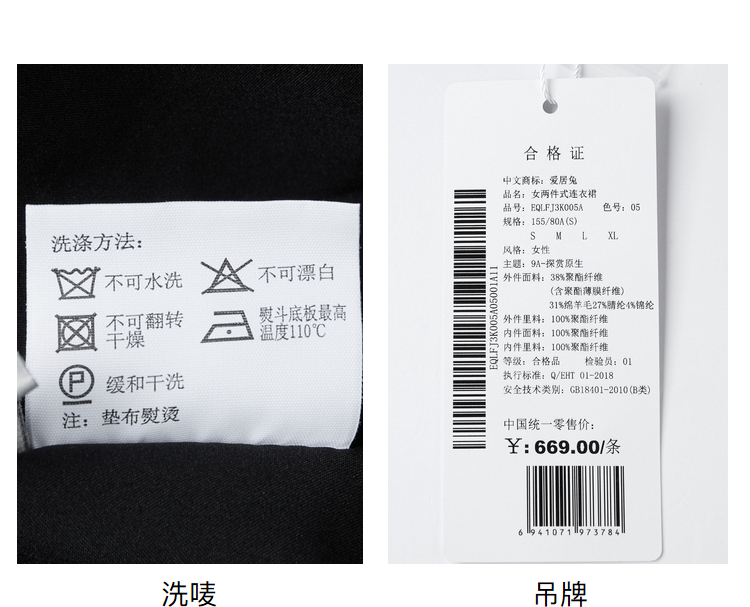 洗涤方法:
不可水洗
不可漂白
不可翻转
干燥
熨斗底板最高
温度110℃
P
缓和干洗
注: 垫布熨烫
洗唛
合格证
中文商标: 爱居兔
品名: 女两件式连衣裙
品号: EQLFJ3K005A 色号: 05
规格: 155/80A(S)
S M L XL
风格: 女性
主题: 9A-探赏原生
外件面料: 38%聚酯纤维
(含聚酯薄膜纤维)
31%绵羊毛27%腈纶4%锦纶
外件里料: 100%聚酯纤维
内件面料: 100%聚酯纤维
内件里料: 100%聚酯纤维
等级: 合格品 检验员: 01
执行标准: Q/EHT 01-2018
安全技术类别: GB18401-2010(B类)
EQLFJ3K005A05001A11
中国统一零售价:
¥: 669.00/条
6 941071 973784
吊牌